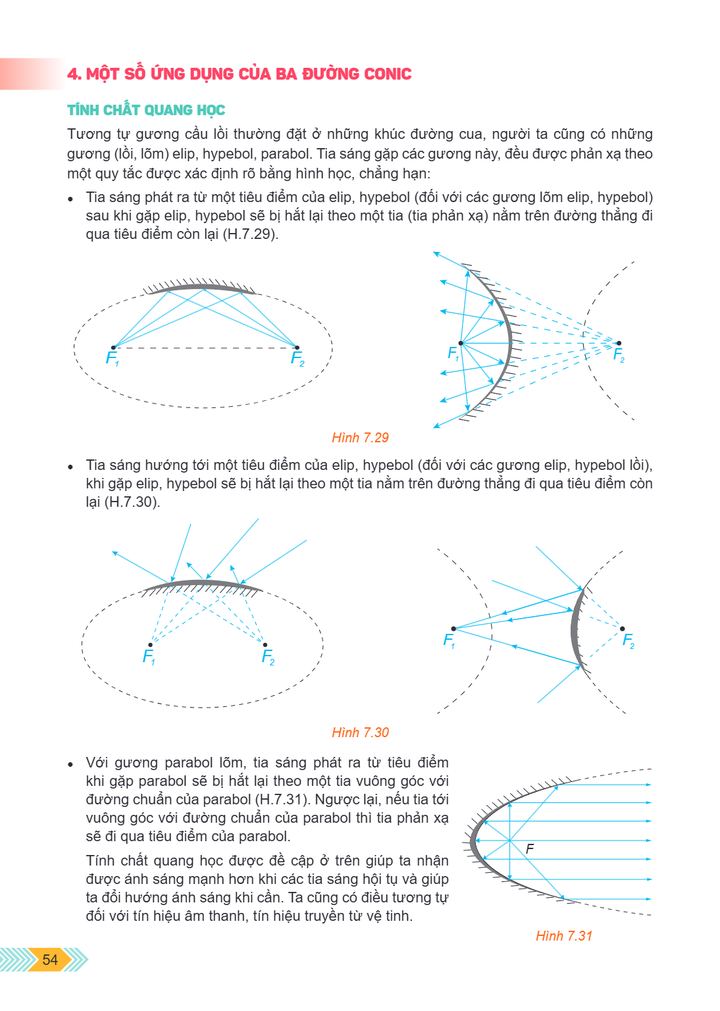 4. MỘT SỐ ỨNG DỤNG CỦA BA ĐƯỜNG CONIC
TÍNH CHẤT QUANG HỌC
Tương tự gương cầu lồi thường đặt ở những khúc đường cua, người ta cũng có những
gương (lồi, lõm) elip, hypebol, parabol. Tia sáng gặp các gương này, đều được phản xạ theo
một quy tắc được xác định rõ bằng hình học, chẳng hạn:
• Tia sáng phát ra từ một tiêu điểm của elip, hypebol (đối với các gương lõm elip, hypebol)
sau khi gặp elip, hypebol sẽ bị hắt lại theo một tia (tia phản xạ) nằm trên đường thẳng đi
qua tiêu điểm còn lại (H.7.29).
F1 F2
F1 F2
Hình 7.29
• Tia sáng hướng tới một tiêu điểm của elip, hypebol (đối với các gương elip, hypebol lồi),
khi gặp elip, hypebol sẽ bị hắt lại theo một tia nằm trên đường thẳng đi qua tiêu điểm còn
lại (H.7.30).
F1 F2
F1 F2
Hình 7.30
• Với gương parabol lõm, tia sáng phát ra từ tiêu điểm
khi gặp parabol sẽ bị hắt lại theo một tia vuông góc với
đường chuẩn của parabol (H.7.31). Ngược lại, nếu tia tới
vuông góc với đường chuẩn của parabol thì tia phản xạ
sẽ đi qua tiêu điểm của parabol.
Tính chất quang học được đề cập ở trên giúp ta nhận
được ánh sáng mạnh hơn khi các tia sáng hội tụ và giúp
ta đổi hướng ánh sáng khi cần. Ta cũng có điều tương tự
đối với tín hiệu âm thanh, tín hiệu truyền từ vệ tinh.
F
Hình 7.31
54